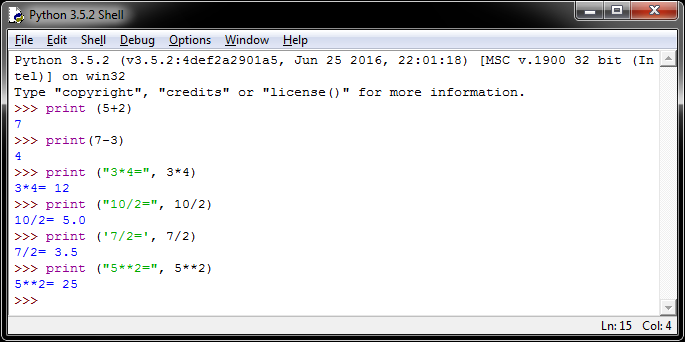 Python 3.5.2 Shell
File Edit Shell Debug Options Window Help
Python 3.5.2 (v3.5.2:4def2a2901a5, Jun 25 2016, 22:01:18) [MSC v.1900 32 bit (In
tel)] on win32
Type "copyright", "credits" or "license()" for more information.
>>> print (5+2)
7
>>> print(7-3)
4
>>> print ("3*4=", 3*4)
3*4= 12
>>> print ("10/2=", 10/2)
10/2= 5.0
>>> print ('7/2=', 7/2)
7/2= 3.5
>>> print ("5**2=", 5**2)
5**2= 25
>>>
Ln: 15 Col: 4